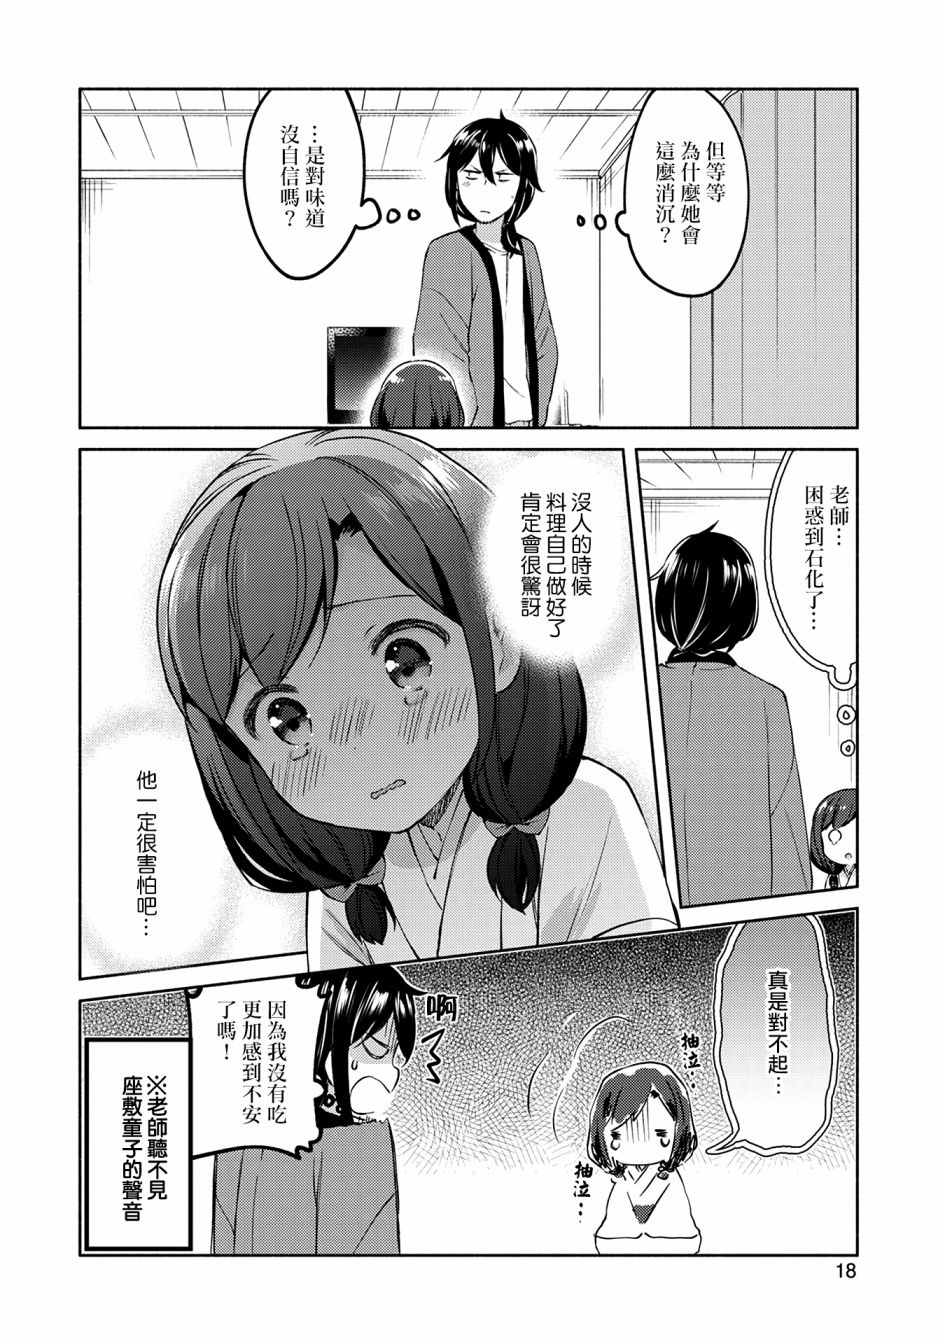 但等等
為什麼她會
這麼消沉？
…是對味道
沒自信嗎？
老師…
困惑到石化了…
沒人的時候
料理自己做好了
肯定會很驚訝
他一定很害怕吧…
真是對不起…
抽泣…
抽泣…
啊
因為我沒有吃
更加感到不安
了嗎！
※老師聽不見
座敷童子的聲音
18